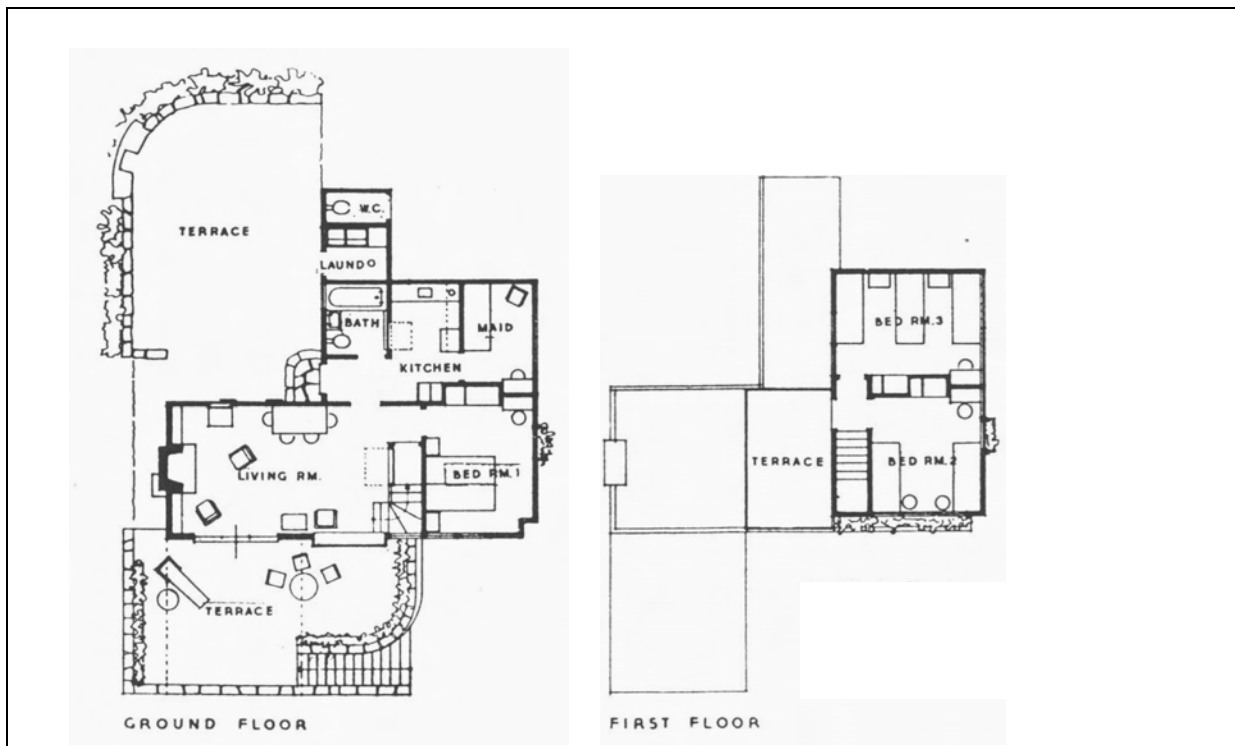 TERRACE
W.C.
LAUNDO
BATH
MAID
KITCHEN
LIVING RM.
BED RM.1
TERRACE
GROUND FLOOR
BED RM.3
TERRACE
BED RM.2
FIRST FLOOR